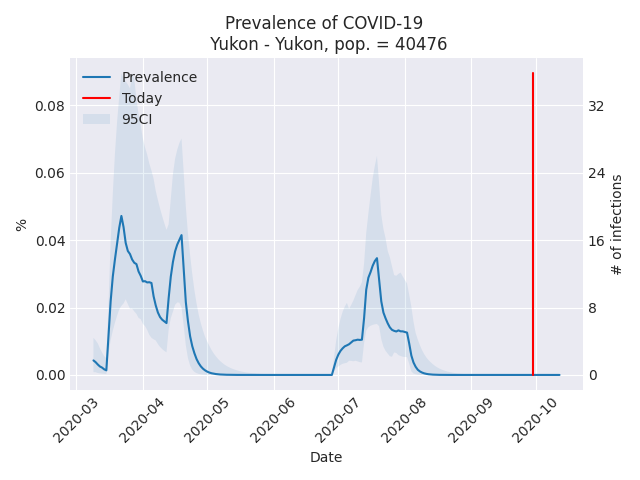 Prevalence of COVID-19
Yukon - Yukon, pop. = 40476
Prevalence
Today
95CI
0.08
0.06
0.04
0.02
0.00
%
32
24
16
8
0
# of infections
2020-03
2020-04
2020-05
2020-06
2020-07
2020-08
2020-09
2020-10
Date